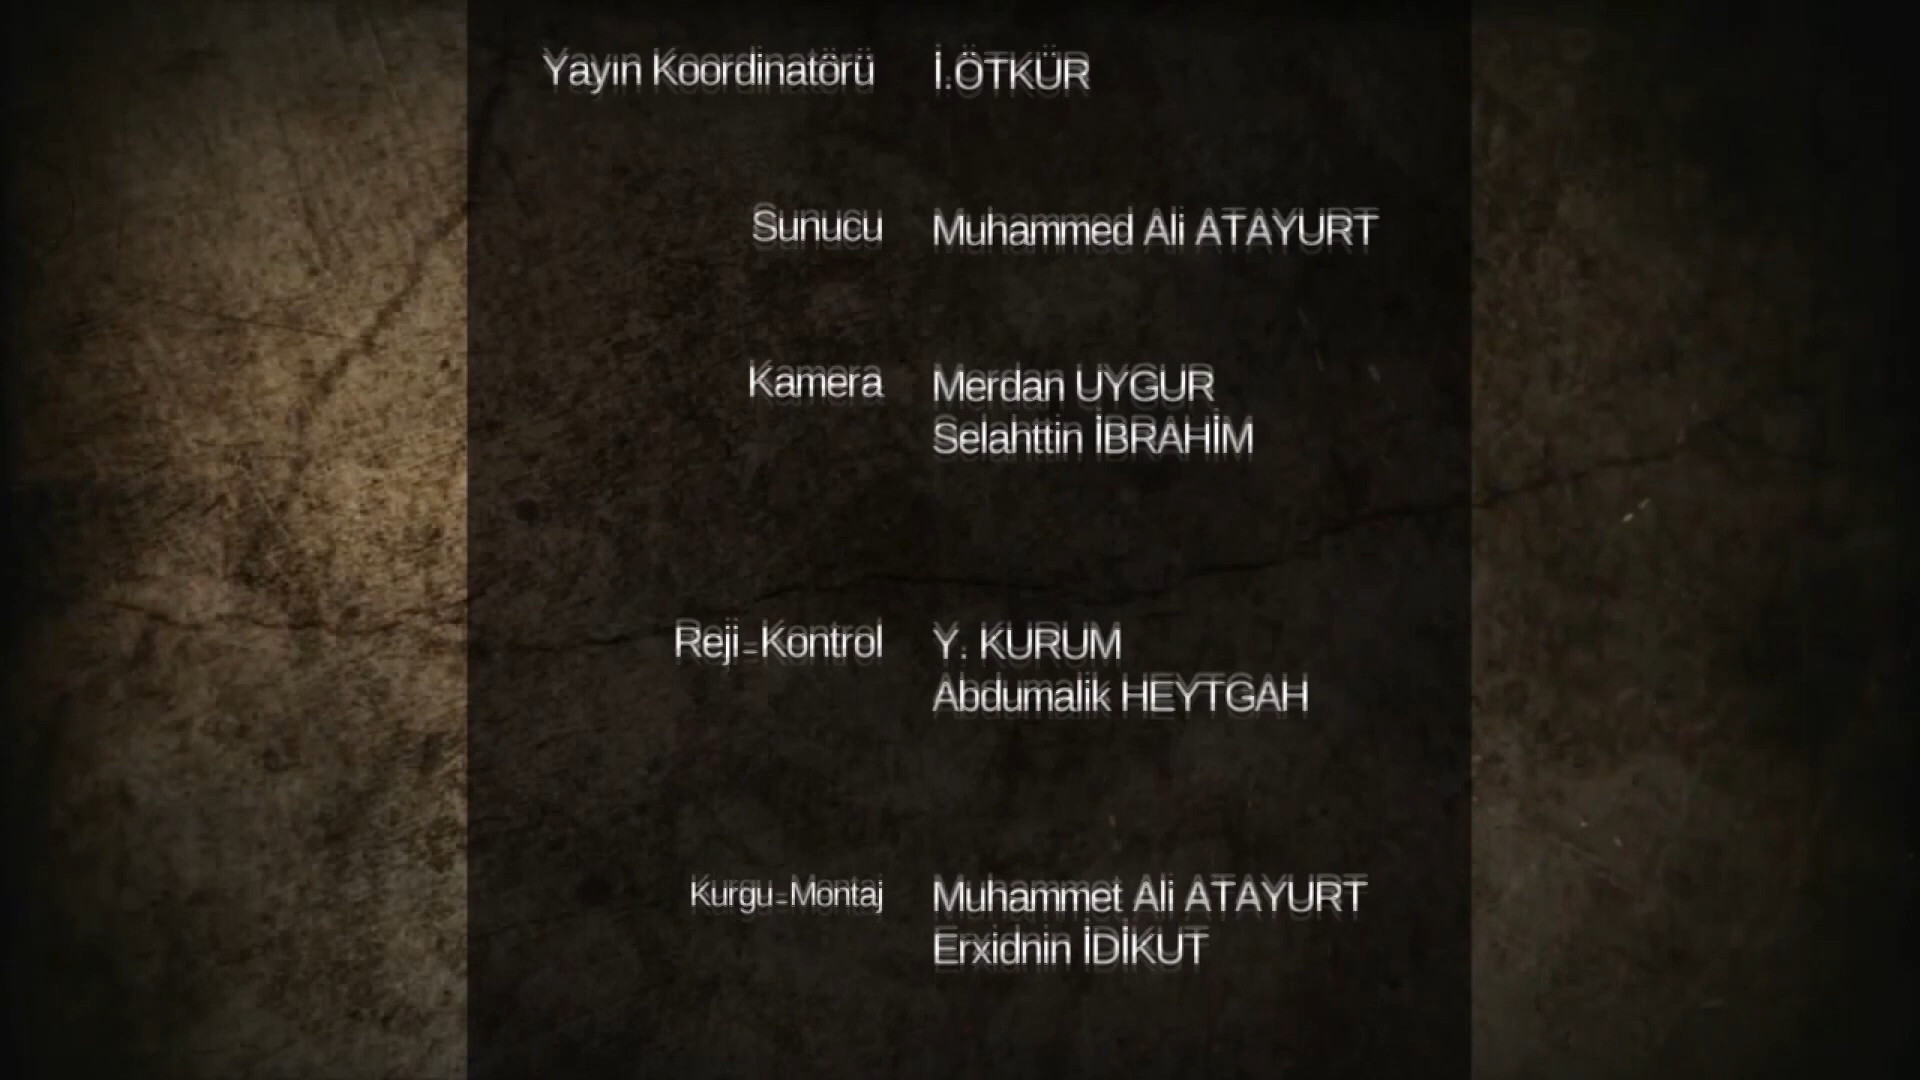 Yayın Koordinatörü İ.ÖTKÜR
Sunucu Muhammed Ali ATAYURT
Kamera Merdan UYGUR
Selahttin İBRAHİM
Reji-Kontrol Y. KURUM
Abdumalik HEYTGAH
Kurgu-Montaj Muhammet Ali ATAYURT
Erxidnin İDİKUT